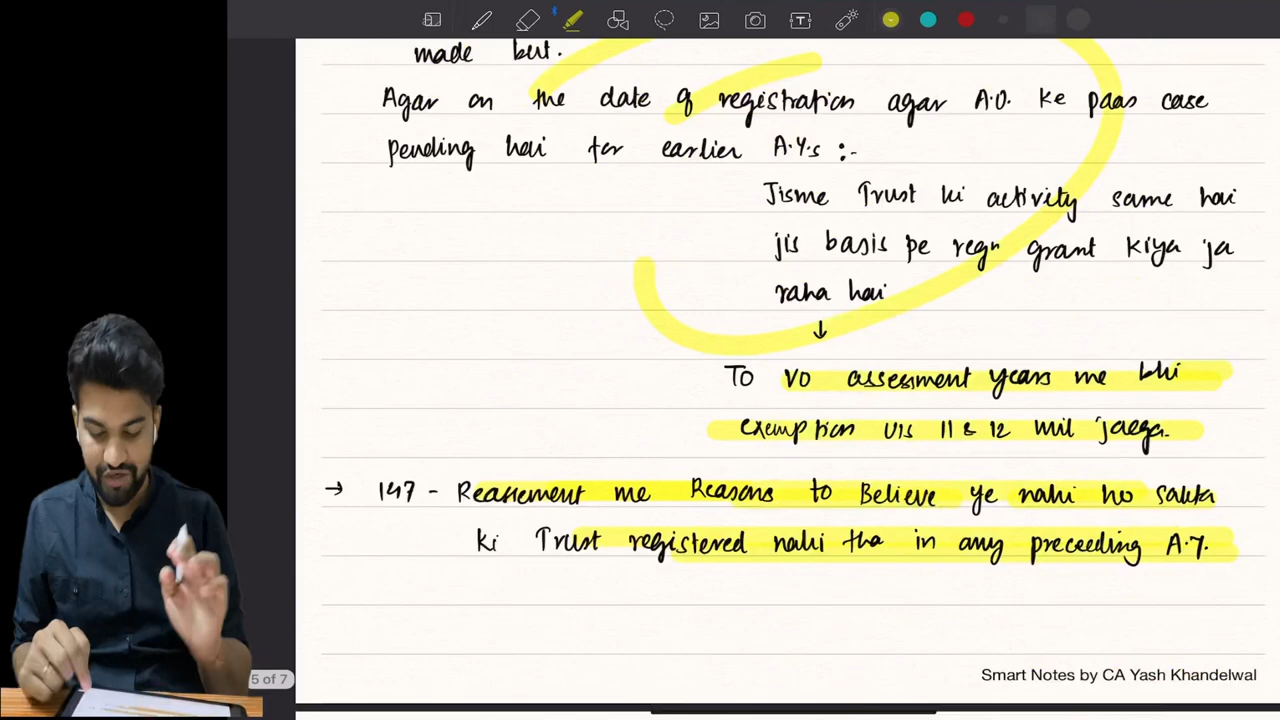 made but.
Agar on the date of registration agar A.O. ke paas case
pending hai for earlier A.Y.s :-
Jisme Trust ki activity same hai
jis basis pe regn grant kiya ja
raha hai
↓
To vo assessment years me bhi
exemption u/s 11 & 12 mil jaega.
→ 147 - Reassement me Reasons to Believe ye nahi ho sakta
ki Trust registered nahi tha in any preceeding A.Y.
5 of 7
Smart Notes by CA Yash Khandelwal